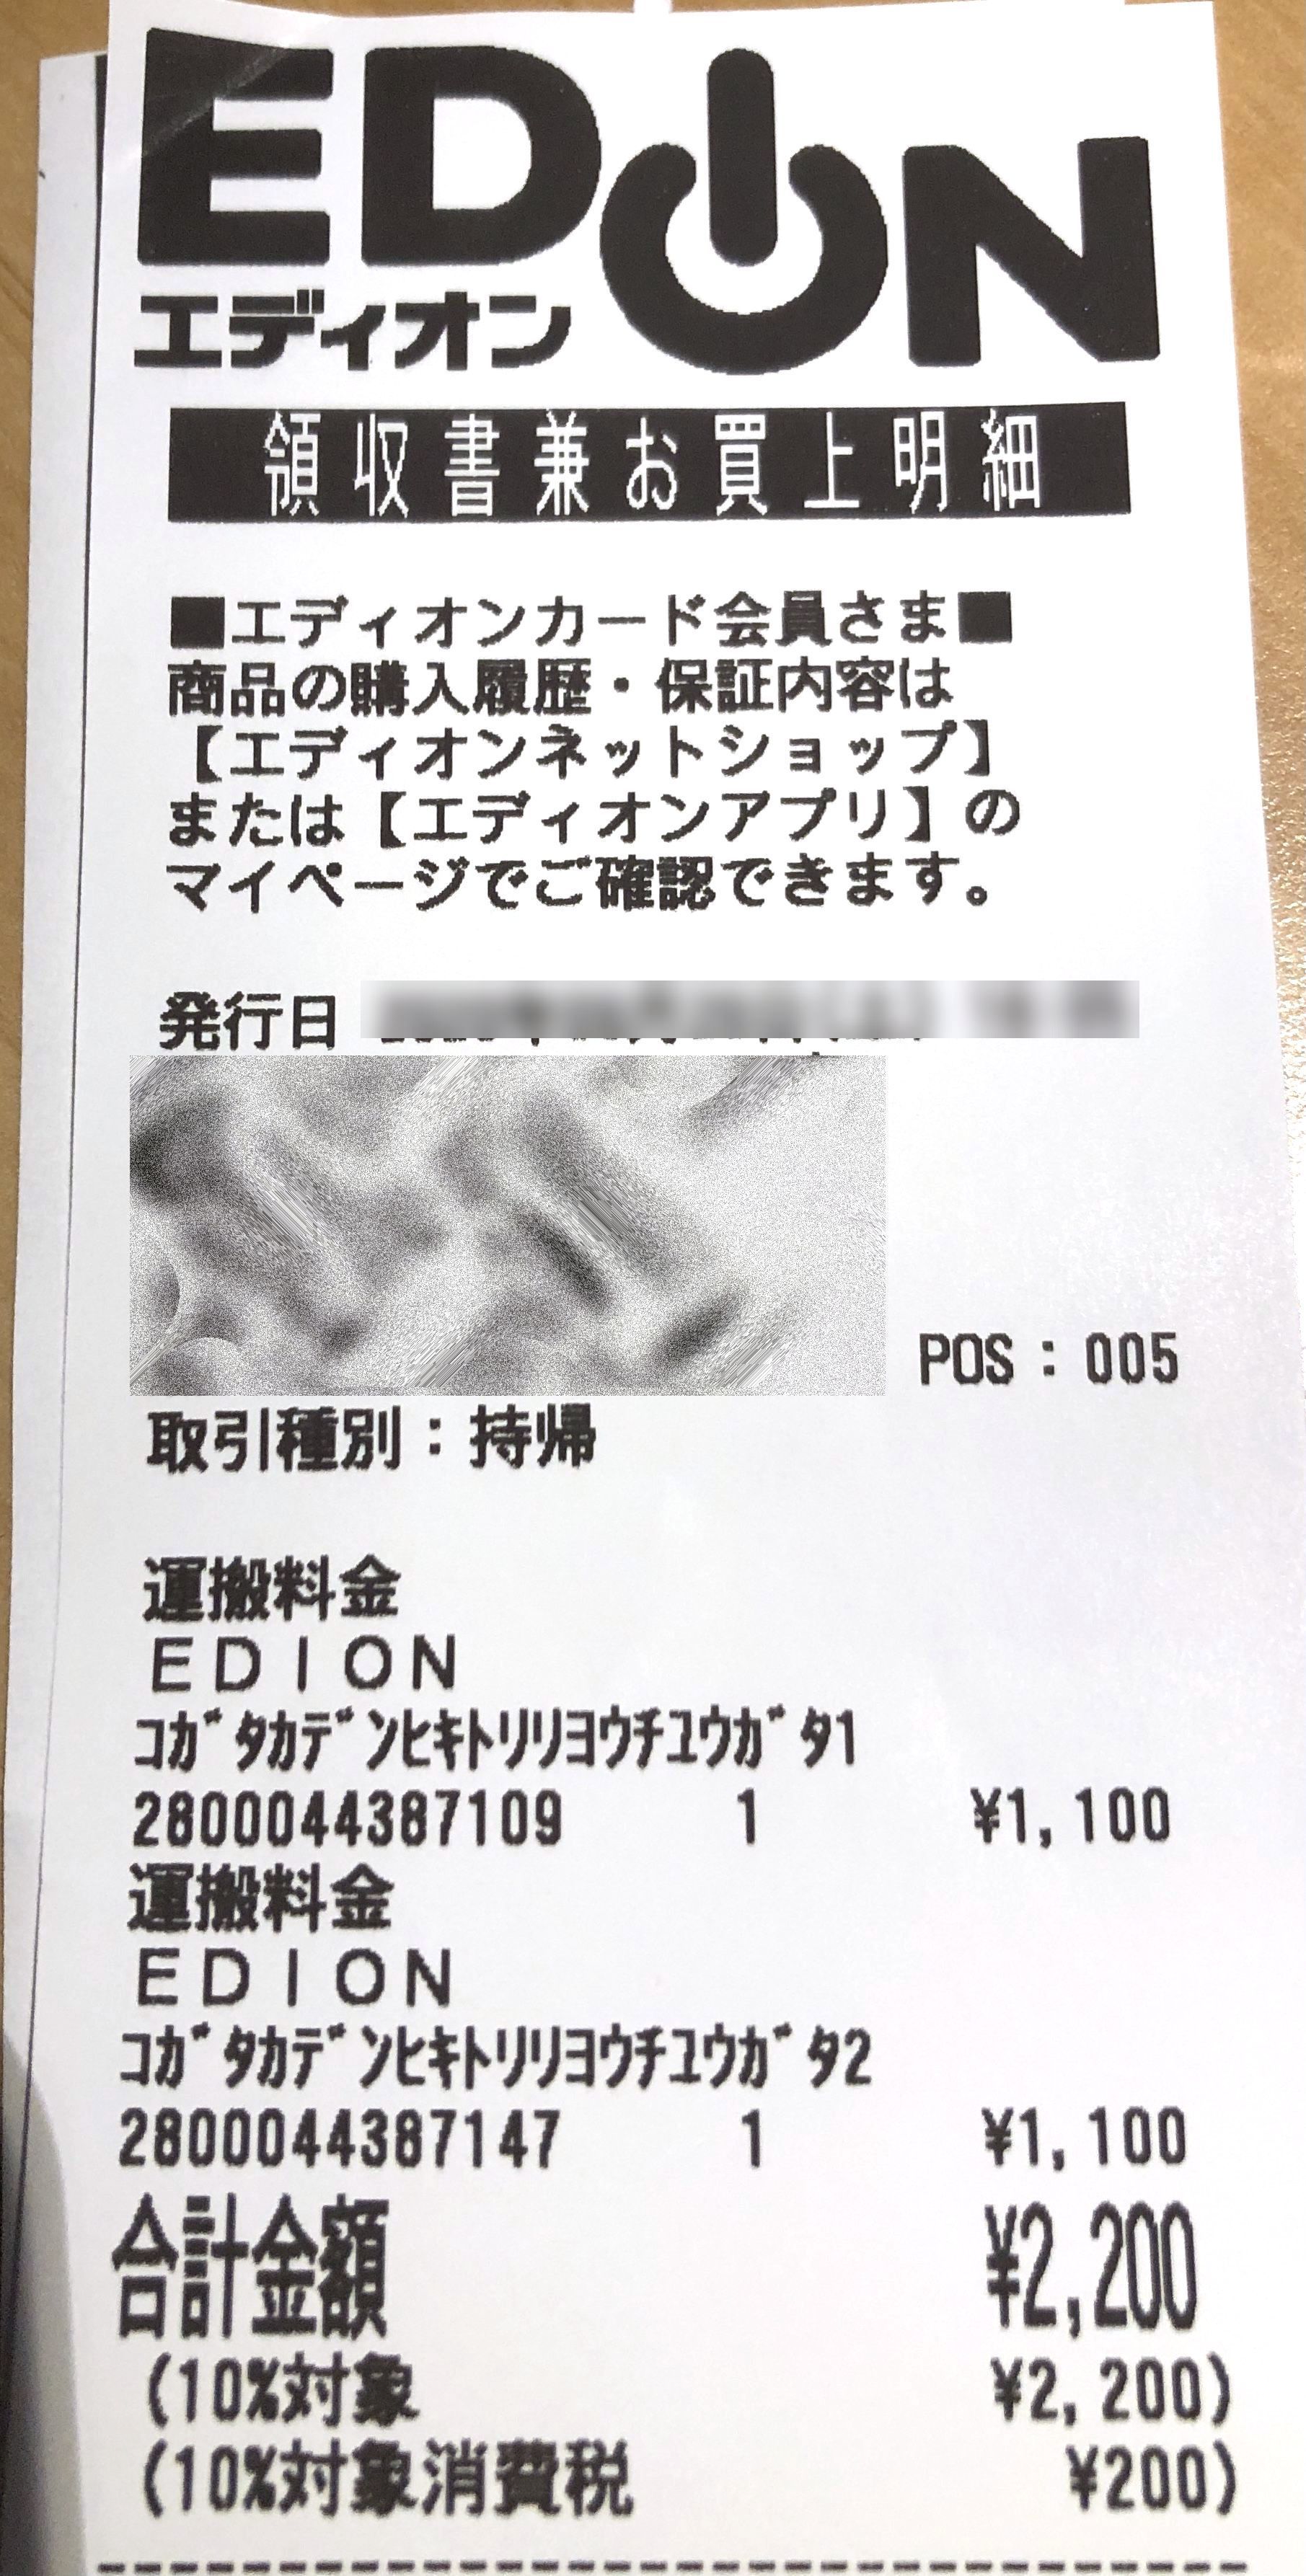 EDION
エディオン
領収書兼お買上明細
■エディオンカード会員さま■
商品の購入履歴・保証内容は
【エディオンネットショップ】
または【エディオンアプリ】の
マイページでご確認できます。
発行日
POS:005
取引種別:持帰
運搬料金
EDION
コガタカデンヒキトリリヨウチユウガタ1
2800044387109 1 ¥1,100
運搬料金
EDION
コガタカデンヒキトリリヨウチユウガタ2
2800044387147 1 ¥1,100
合計金額 ¥2,200
(10%対象 ¥2,200)
(10%対象消費税 ¥200)